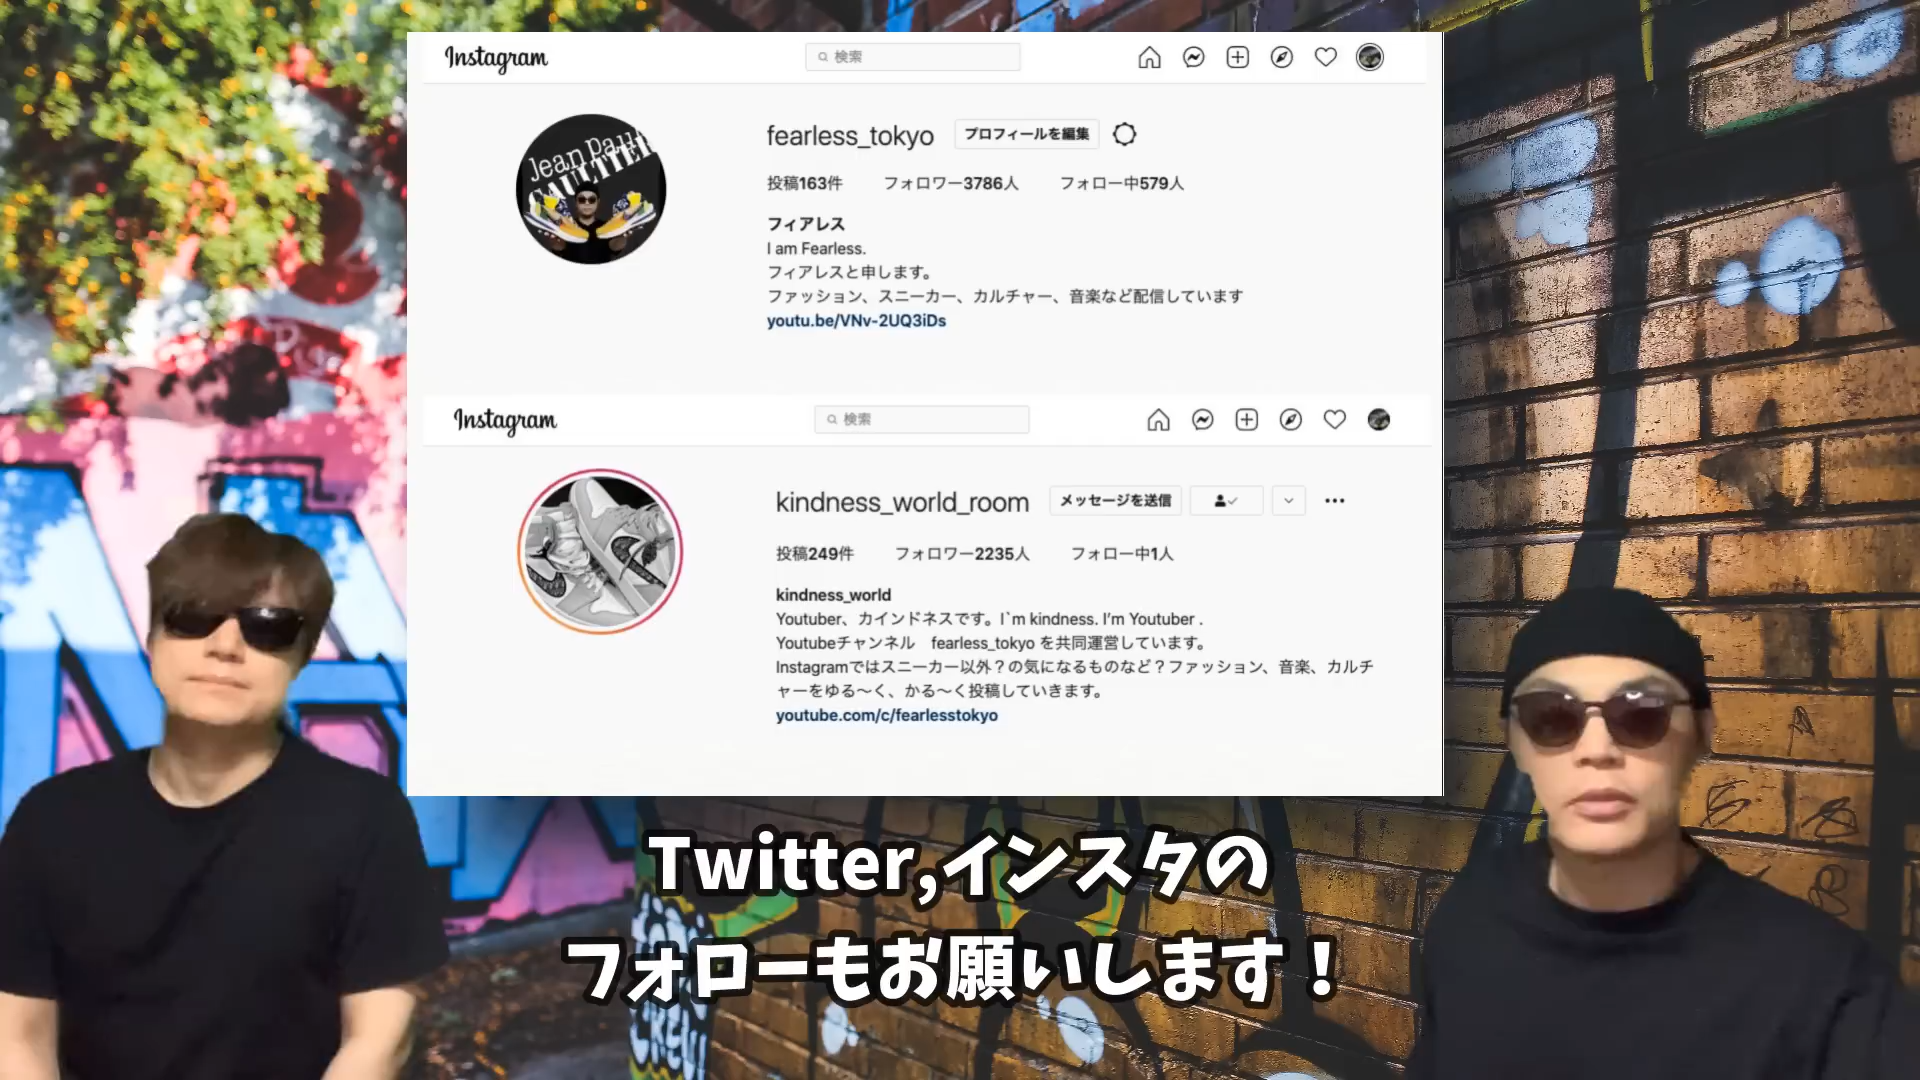 Instagram
検索
fearless_tokyo プロフィールを編集
投稿163件 フォロワー3786人 フォロー中579人
フィアレス
I am Fearless.
フィアレスと申します。
ファッション、スニーカー、カルチャー、音楽など配信しています
youtu.be/VNv-2UQ3iDs
Jean Paul
GAULTIER
Instagram
検索
kindness_world_room メッセージを送信
投稿249件 フォロワー2235人 フォロー中1人
kindness_world
Youtuber、カインドネスです。I`m kindness. I'm Youtuber .
Youtubeチャンネル　fearless_tokyo を共同運営しています。
Instagramではスニーカー以外？の気になるものなど？ファッション、音楽、カルチ
ャーをゆる〜く、かる〜く投稿していきます。
youtube.com/c/fearlesstokyo
Twitter,インスタの
フォローもお願いします！
CREW